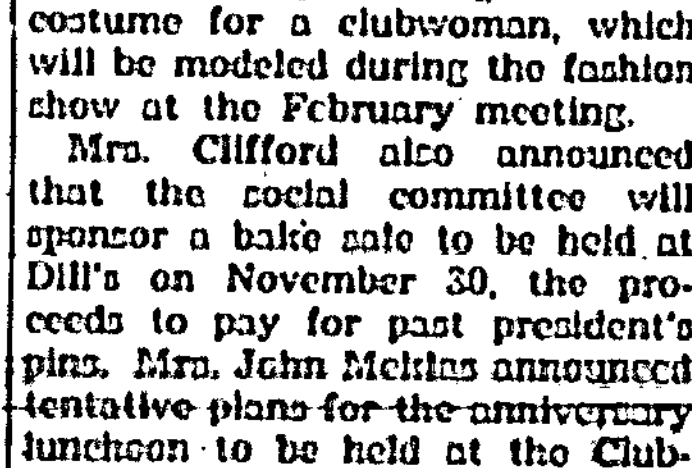 costume for a clubwoman, which
will be modeled during the fashion
show at the February meeting.
Mrs. Clifford also announced
that the social committee will
sponsor a bake sale to be held at
Dill's on November 30, the pro-
ceeds to pay for past president's
pins. Mrs. John announced
tentative plans for the anniversary
luncheon to be held at the Club-